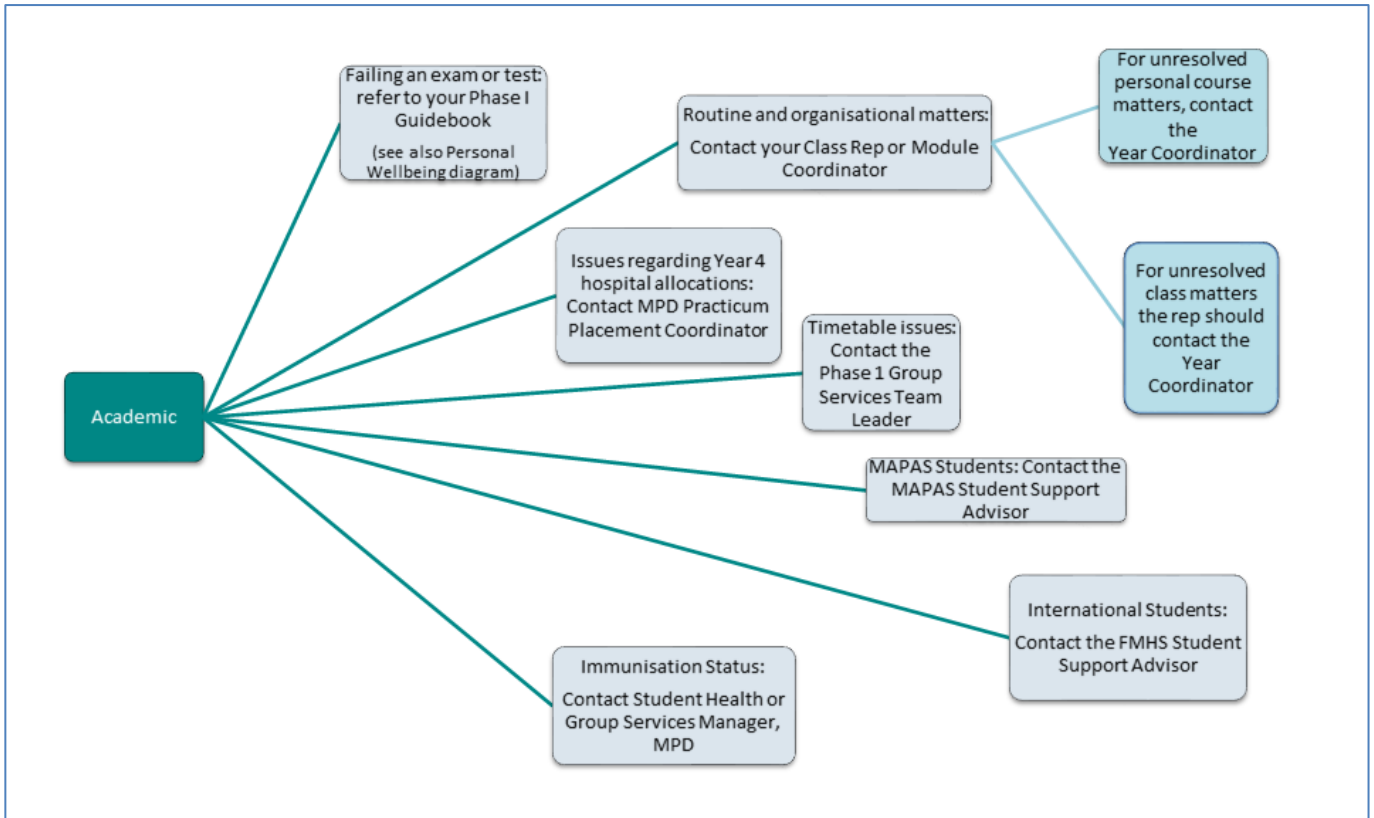 Failing an exam or test:
refer to your Phase I
Guidebook
(see also Personal
Wellbeing diagram)
Routine and organisational matters:
Contact your Class Rep or Module
Coordinator
For unresolved
personal course
matters, contact
the
Year Coordinator
Issues regarding Year 4
hospital allocations:
Contact MPD Practicum
Placement Coordinator
For unresolved
class matters
the rep should
contact the
Year
Coordinator
Timetable issues:
Contact the
Phase 1 Group
Services Team
Leader
Academic
MAPAS Students: Contact the
MAPAS Student Support
Advisor
International Students:
Contact the FMHS Student
Support Advisor
Immunisation Status:
Contact Student Health or
Group Services Manager,
MPD